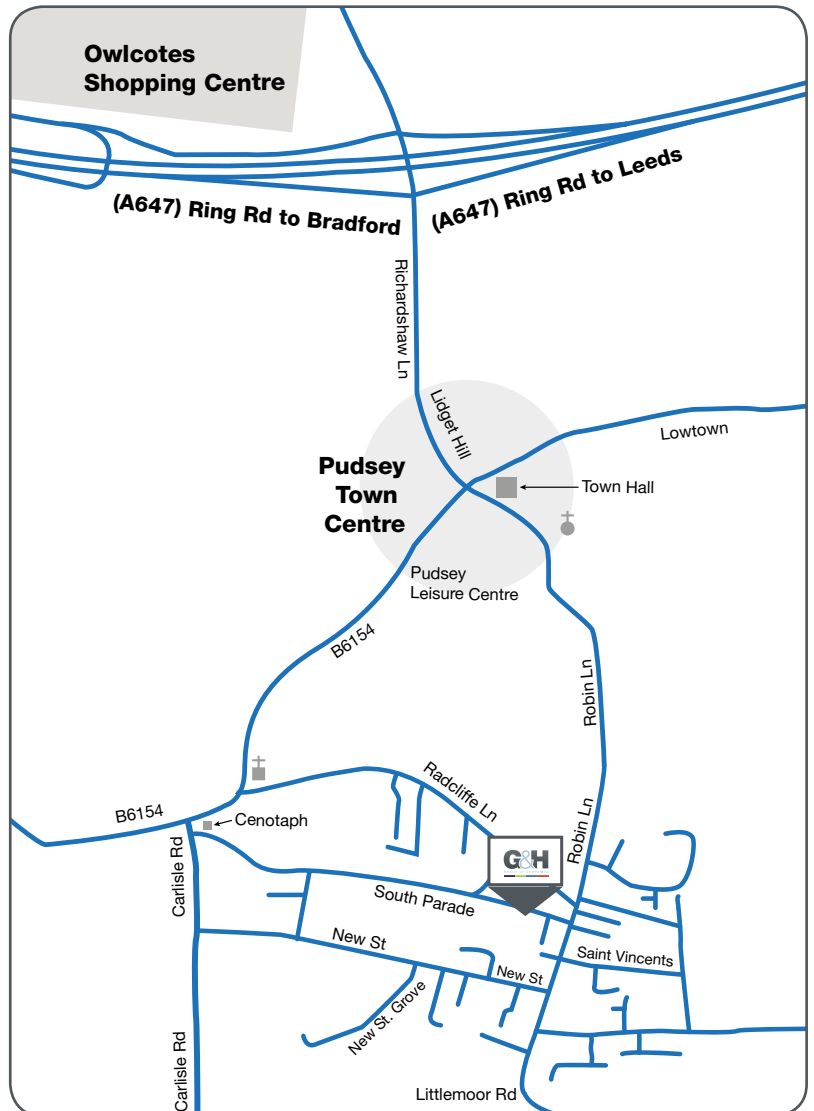 Owlcotes
Shopping Centre
(A647) Ring Rd to Bradford
(A647) Ring Rd to Leeds
Richardshaw Ln
Lidget Hill
Lowtown
Pudsey
Town
Centre
Town Hall
Pudsey
Leisure Centre
B6154
Robin Ln
Radcliffe Ln
Robin Ln
B6154
Cenotaph
Carlisle Rd
G&H
South Parade
New St
Saint Vincents
New St
New St. Grove
Carlisle Rd
Littlemoor Rd